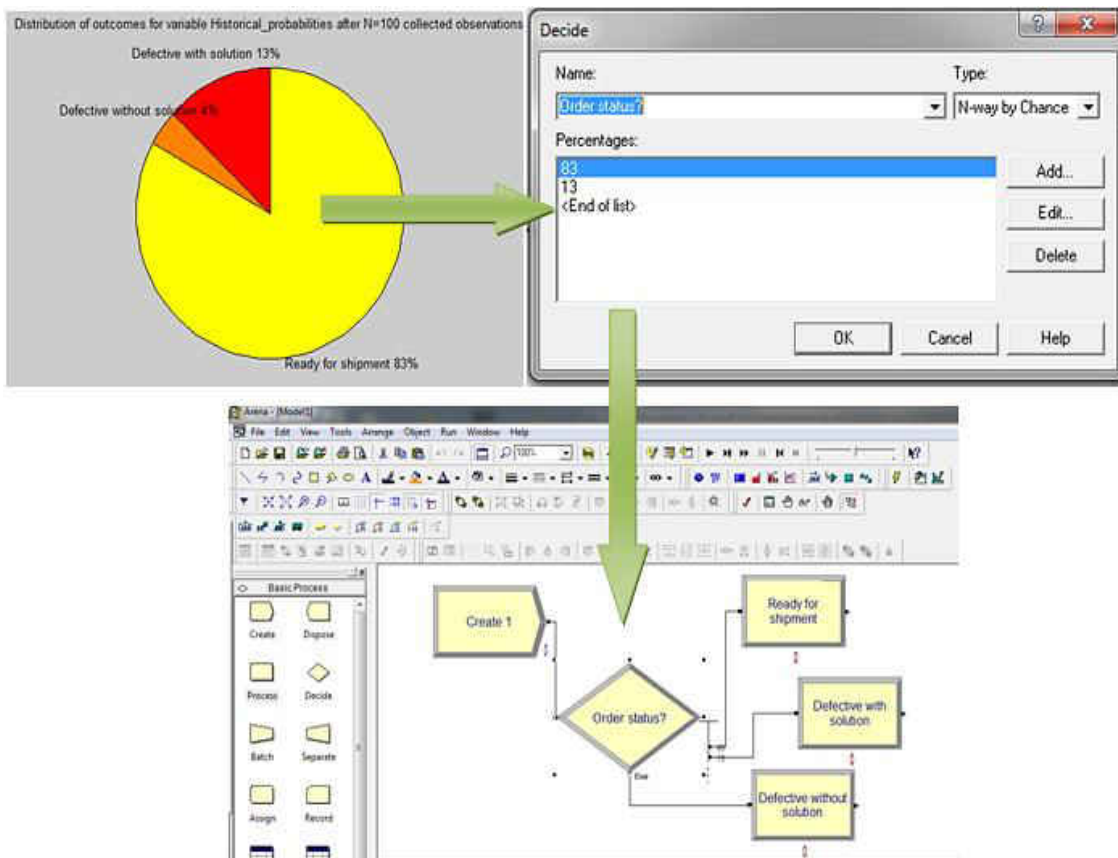 Distribution of outcomes for variable Historical_probabilities after N=100 collected observations
Defective with solution 13%
Defective without solution 4%
Ready for shipment 83%
Decide
Name:
Type:
Order status?
N-way by Chance
Percentages:
83
13
<End of list>
Add...
Edit...
Delete
OK
Cancel
Help
Arena - [Model1]
File Edit View Tools Arrange Object Run Window Help
100%
Basic Process
Create
Dispose
Process
Decide
Batch
Separate
Assign
Record
Create 1
Order status?
Else
Ready for
shipment
Defective with
solution
Defective without
solution